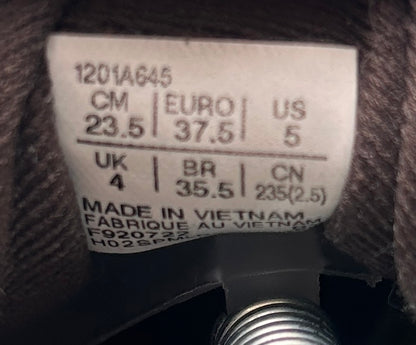 1201A645
CM EURO US
23.5 37.5 5
UK BR CN
4 35.5 235(2.5)
MADE IN VIETNAM
FABRIQUE AU VIETNAM